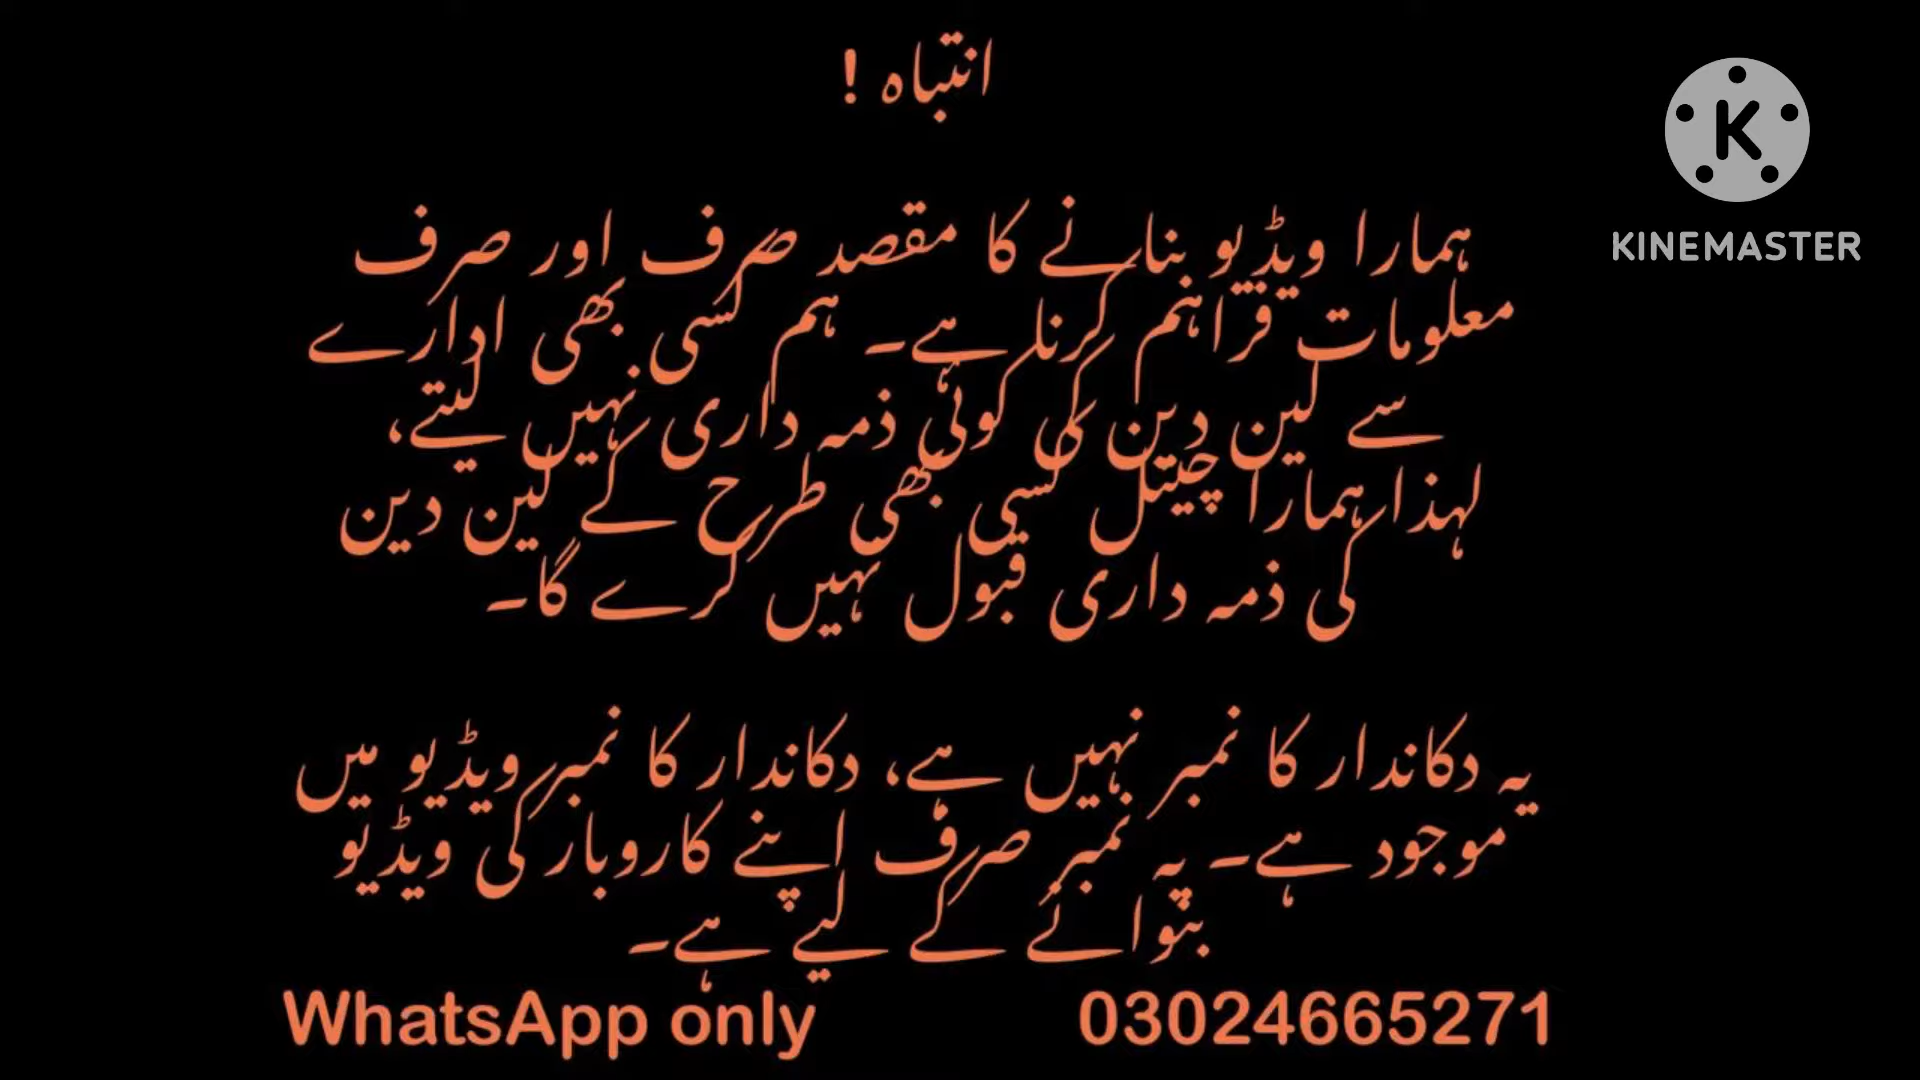 انتباہ !
ہمارا ویڈیو بنانے کا مقصد صرف اور صرف
معلومات فراہم کرنا ہے۔ ہم کسی بھی ادارے
سے لین دین کی کوئی ذمہ داری نہیں لیتے،
لہذا ہمارا چینل کسی بھی طرح کے لین دین
کی ذمہ داری قبول نہیں کرے گا۔
یہ دکاندار کا نمبر نہیں ہے، دکاندار کا نمبر ویڈیو میں
موجود ہے۔ یہ نمبر صرف اپنے کاروبار کی ویڈیو
بنوائے کے لیے ہے۔
WhatsApp only 03024665271
K
KINEMASTER